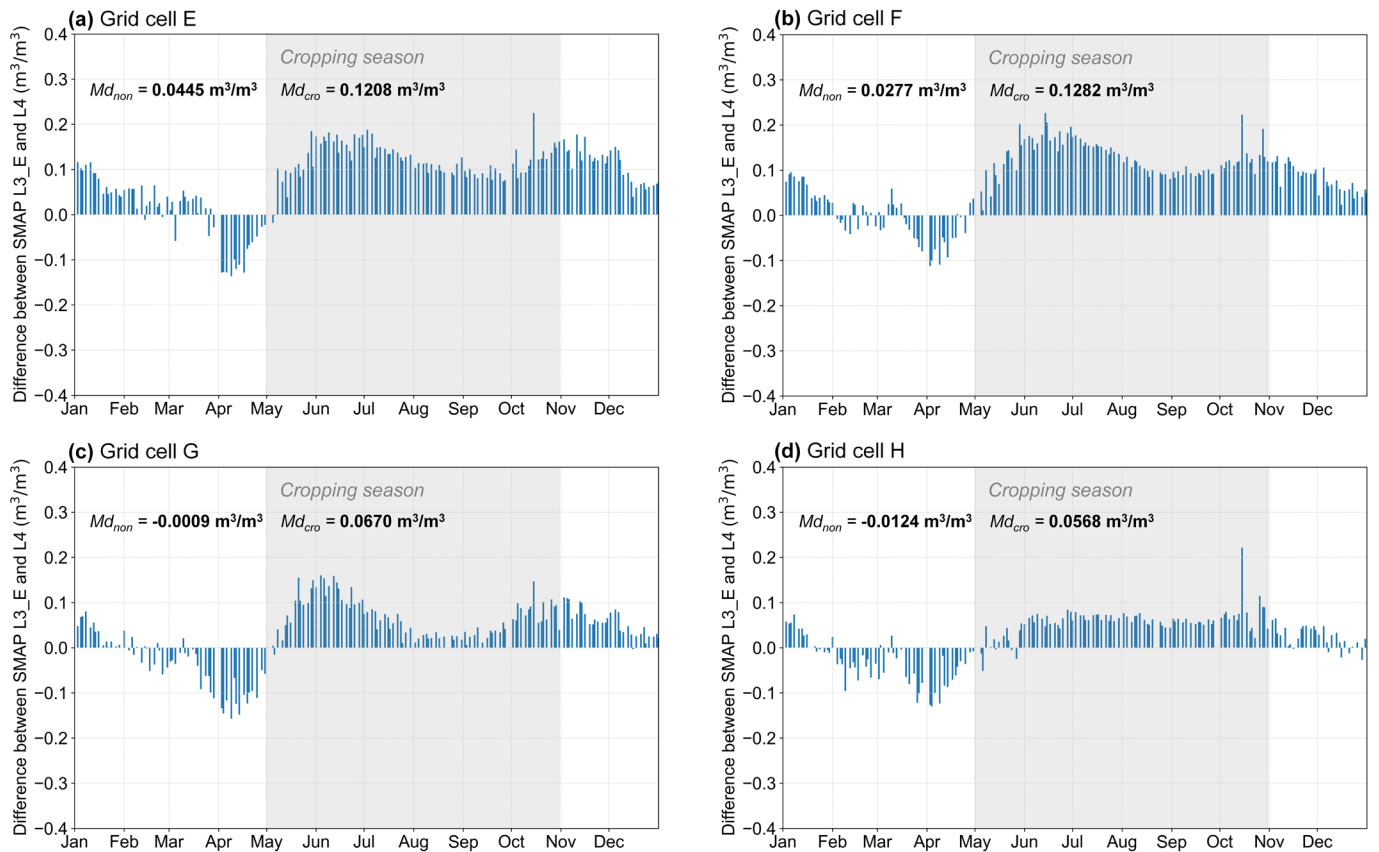 (a) Grid cell E
Difference between SMAP L3_E and L4 (m³/m³)
0.4
0.3
0.2
0.1
0.0
−0.1
−0.2
−0.3
−0.4
Cropping season
Md_non = 0.0445 m³/m³ Md_cro = 0.1208 m³/m³
Jan Feb Mar Apr May Jun Jul Aug Sep Oct Nov Dec
(b) Grid cell F
Difference between SMAP L3_E and L4 (m³/m³)
0.4
0.3
0.2
0.1
0.0
−0.1
−0.2
−0.3
−0.4
Cropping season
Md_non = 0.0277 m³/m³ Md_cro = 0.1282 m³/m³
Jan Feb Mar Apr May Jun Jul Aug Sep Oct Nov Dec
(c) Grid cell G
Difference between SMAP L3_E and L4 (m³/m³)
0.4
0.3
0.2
0.1
0.0
−0.1
−0.2
−0.3
−0.4
Cropping season
Md_non = -0.0009 m³/m³ Md_cro = 0.0670 m³/m³
Jan Feb Mar Apr May Jun Jul Aug Sep Oct Nov Dec
(d) Grid cell H
Difference between SMAP L3_E and L4 (m³/m³)
0.4
0.3
0.2
0.1
0.0
−0.1
−0.2
−0.3
−0.4
Cropping season
Md_non = -0.0124 m³/m³ Md_cro = 0.0568 m³/m³
Jan Feb Mar Apr May Jun Jul Aug Sep Oct Nov Dec